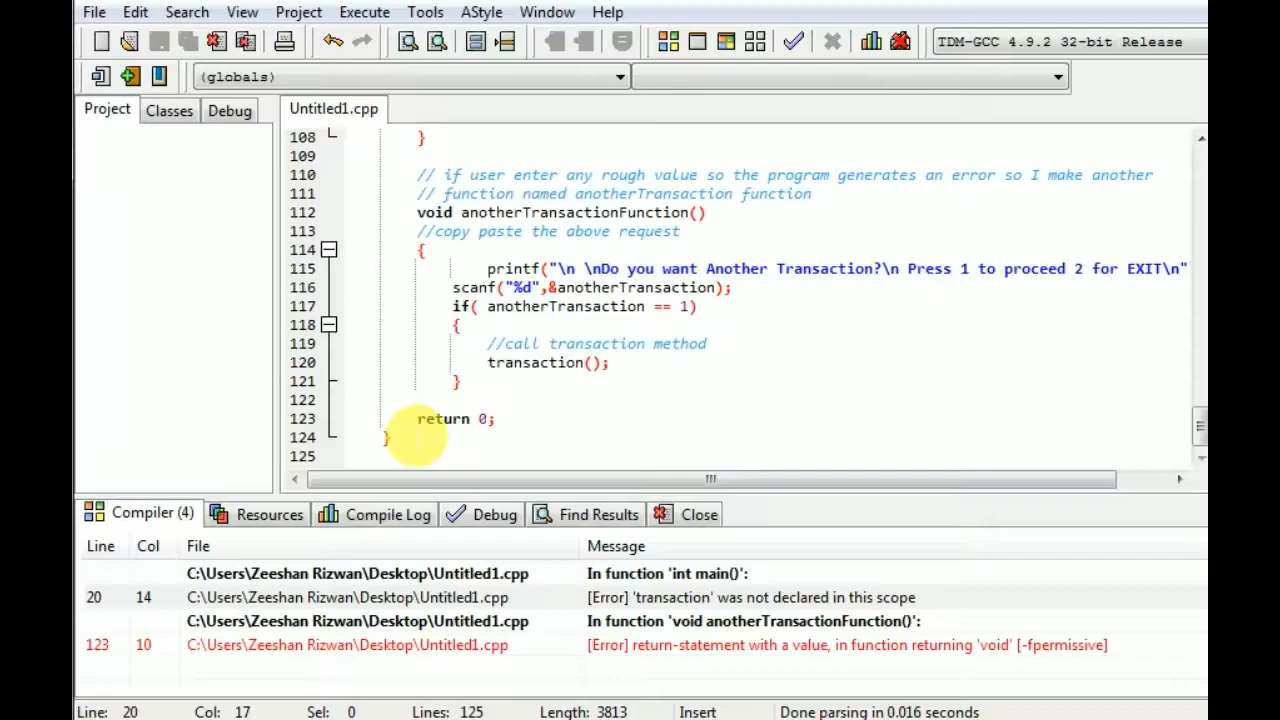 File Edit Search View Project Execute Tools AStyle Window Help
TDM-GCC 4.9.2 32-bit Release
(globals)
Project Classes Debug Untitled1.cpp
108 }
109
110 // if user enter any rough value so the program generates an error so I make another
111 // function named anotherTransaction function
112 void anotherTransactionFunction()
113 //copy paste the above request
114 {
115 printf("\n \nDo you want Another Transaction?\n Press 1 to proceed 2 for EXIT\n"
116 scanf("%d",&anotherTransaction);
117 if( anotherTransaction == 1)
118 {
119 //call transaction method
120 transaction();
121 }
122
123 return 0;
124 }
125
Compiler (4) Resources Compile Log Debug Find Results Close
Line Col File Message
C:\Users\Zeeshan Rizwan\Desktop\Untitled1.cpp In function 'int main()':
20 14 C:\Users\Zeeshan Rizwan\Desktop\Untitled1.cpp [Error] 'transaction' was not declared in this scope
C:\Users\Zeeshan Rizwan\Desktop\Untitled1.cpp In function 'void anotherTransactionFunction()':
123 10 C:\Users\Zeeshan Rizwan\Desktop\Untitled1.cpp [Error] return-statement with a value, in function returning 'void' [-fpermissive]
Line: 20 Col: 17 Sel: 0 Lines: 125 Length: 3813 Insert Done parsing in 0.016 seconds